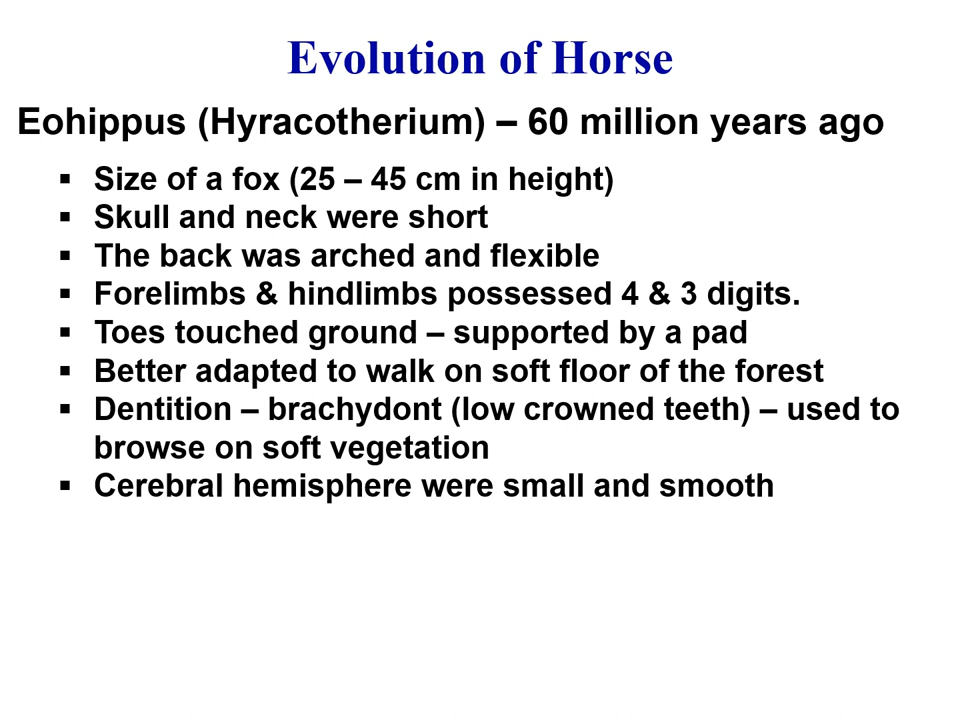 Evolution of Horse
Eohippus (Hyracotherium) – 60 million years ago
▪ Size of a fox (25 – 45 cm in height)
▪ Skull and neck were short
▪ The back was arched and flexible
▪ Forelimbs & hindlimbs possessed 4 & 3 digits.
▪ Toes touched ground – supported by a pad
▪ Better adapted to walk on soft floor of the forest
▪ Dentition – brachydont (low crowned teeth) – used to
browse on soft vegetation
▪ Cerebral hemisphere were small and smooth